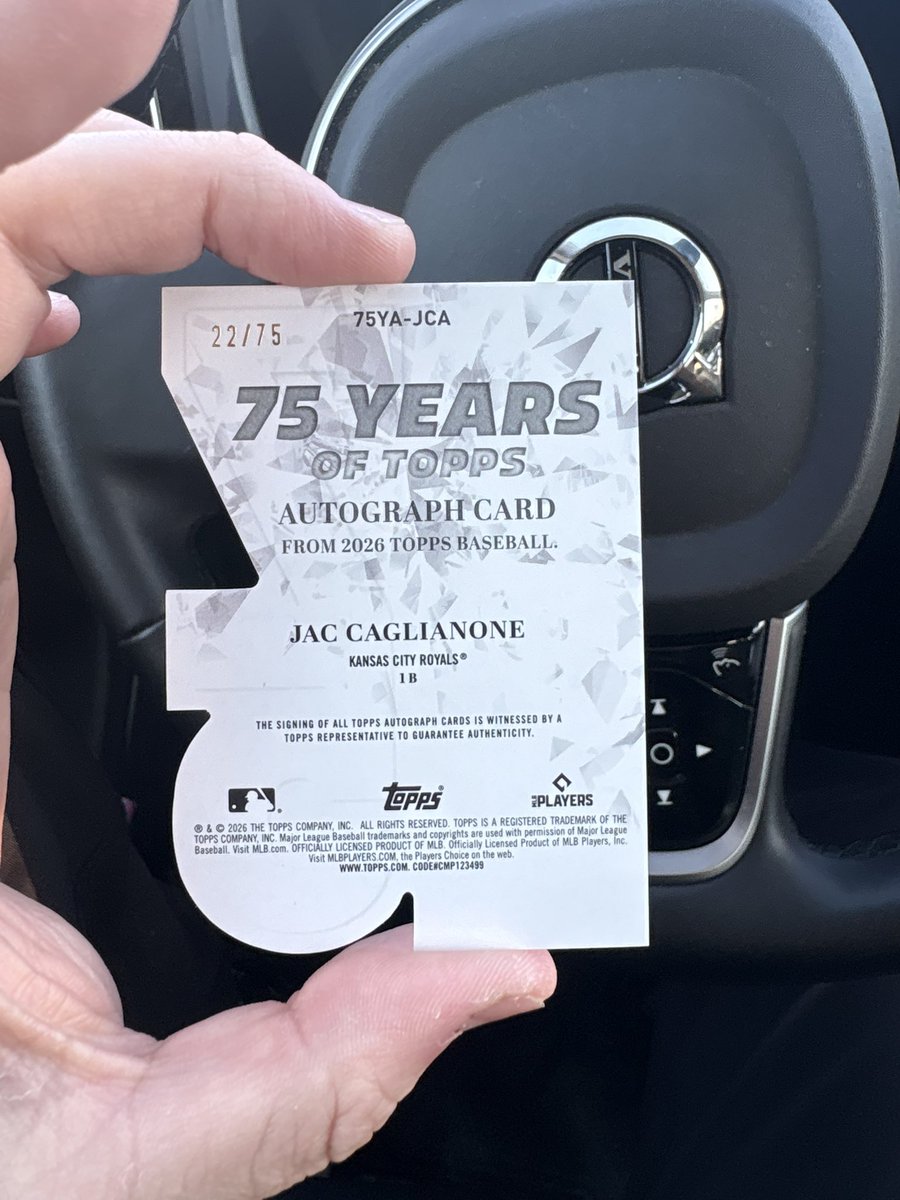 22/75
75YA-JCA
75 YEARS
OF TOPPS
AUTOGRAPH CARD
FROM 2026 TOPPS BASEBALL.
JAC CAGLIANONE
KANSAS CITY ROYALS®
1B
THE SIGNING OF ALL TOPPS AUTOGRAPH CARDS IS WITNESSED BY A
TOPPS REPRESENTATIVE TO GUARANTEE AUTHENTICITY.
®
topps®
MLB PLAYERS
® & © 2026 THE TOPPS COMPANY, INC. ALL RIGHTS RESERVED. TOPPS IS A REGISTERED TRADEMARK OF THE
TOPPS COMPANY, INC. Major League Baseball trademarks and copyrights are used with permission of Major League
Baseball. Visit MLB.com. OFFICIALLY LICENSED PRODUCT OF MLB. Officially Licensed Product of MLB Players, Inc.
Visit MLBPLAYERS.COM, the Players Choice on the web.
WWW.TOPPS.COM. CODE#CMP123499